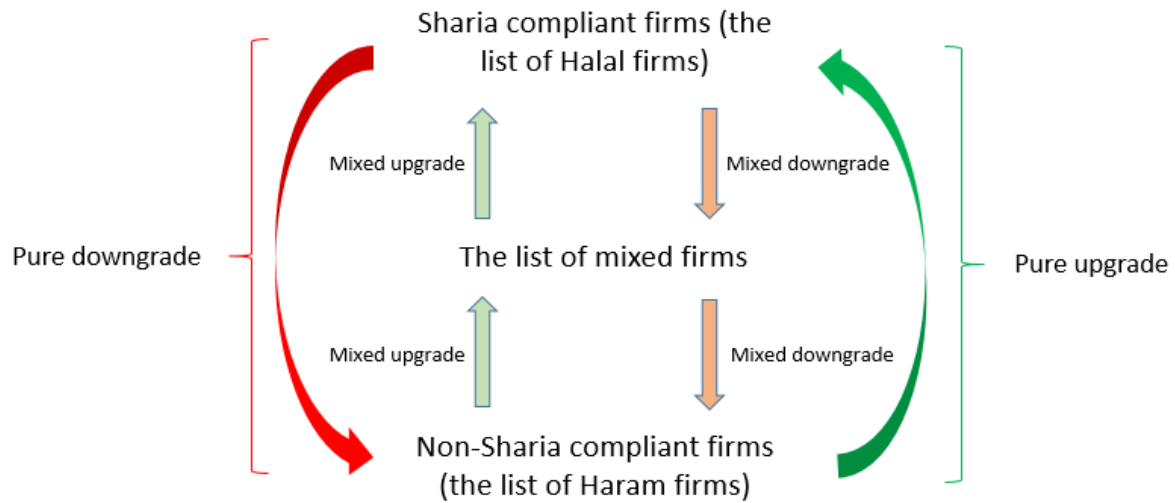 Sharia compliant firms (the
list of Halal firms)
Mixed upgrade
Mixed downgrade
Pure downgrade
The list of mixed firms
Pure upgrade
Mixed upgrade
Mixed downgrade
Non-Sharia compliant firms
(the list of Haram firms)